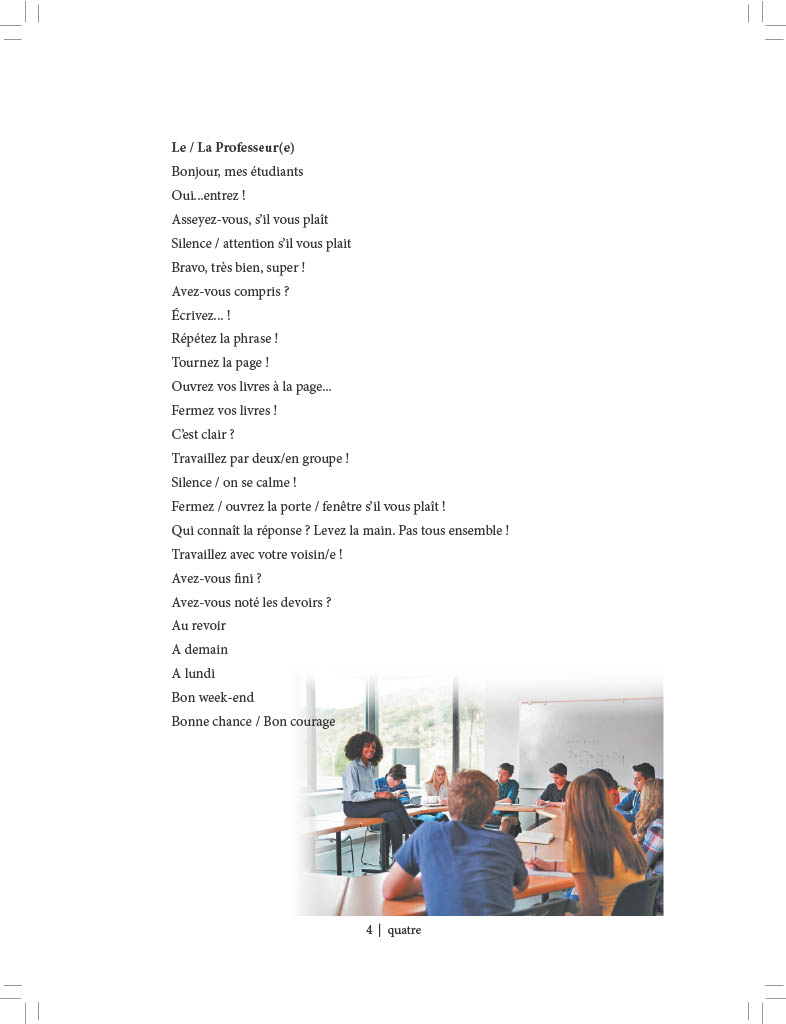 Le / La Professeur(e)
Bonjour, mes étudiants
Oui...entrez !
Asseyez-vous, s’il vous plaît
Silence / attention s’il vous plait
Bravo, très bien, super !
Avez-vous compris ?
Écrivez... !
Répétez la phrase !
Tournez la page !
Ouvrez vos livres à la page...
Fermez vos livres !
C’est clair ?
Travaillez par deux/en groupe !
Silence / on se calme !
Fermez / ouvrez la porte / fenêtre s’il vous plaît !
Qui connaît la réponse ? Levez la main. Pas tous ensemble !
Travaillez avec votre voisin/e !
Avez-vous fini ?
Avez-vous noté les devoirs ?
Au revoir
A demain
A lundi
Bon week-end
Bonne chance / Bon courage
4 | quatre